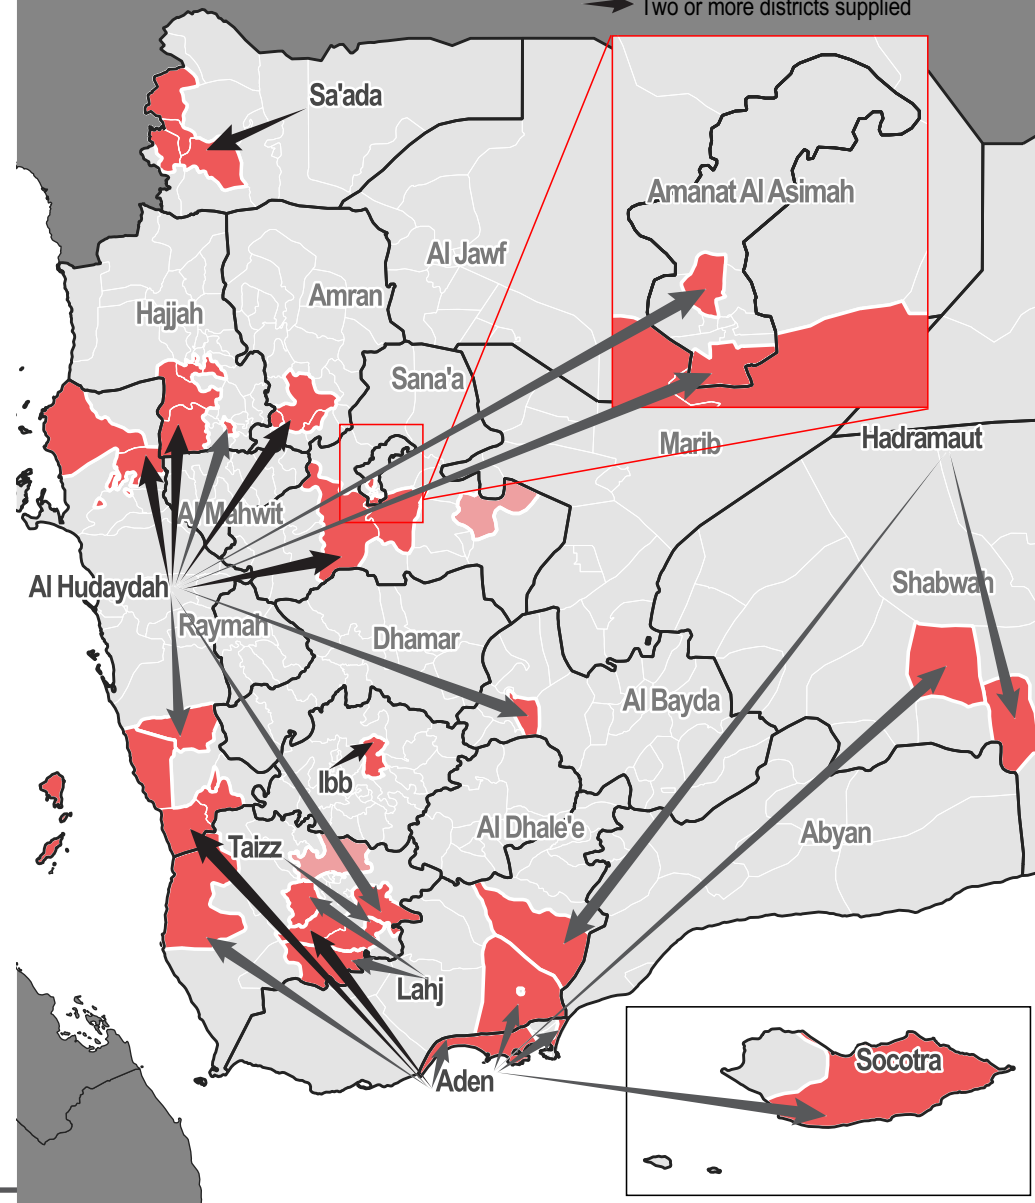 Two or more districts supplied
Sa'ada
Amanat Al Asimah
Al Jawf
Amran
Hajjah
Sana'a
Marib
Hadramaut
Al Mahwit
Al Hudaydah
Shabwah
Raymah
Dhamar
Al Bayda
Ibb
Al Dhale'e
Abyan
Taizz
Lahj
Socotra
Aden